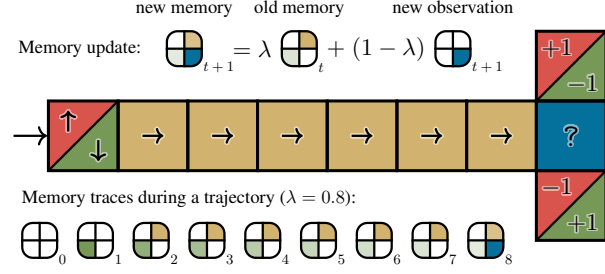 new memory old memory new observation
Memory update: t+1 = λ t + (1 − λ) t+1
+1
−1
→ ↑ ↓ → → → → → → ?
−1
+1
Memory traces during a trajectory (λ = 0.8):
0 1 2 3 4 5 6 7 8